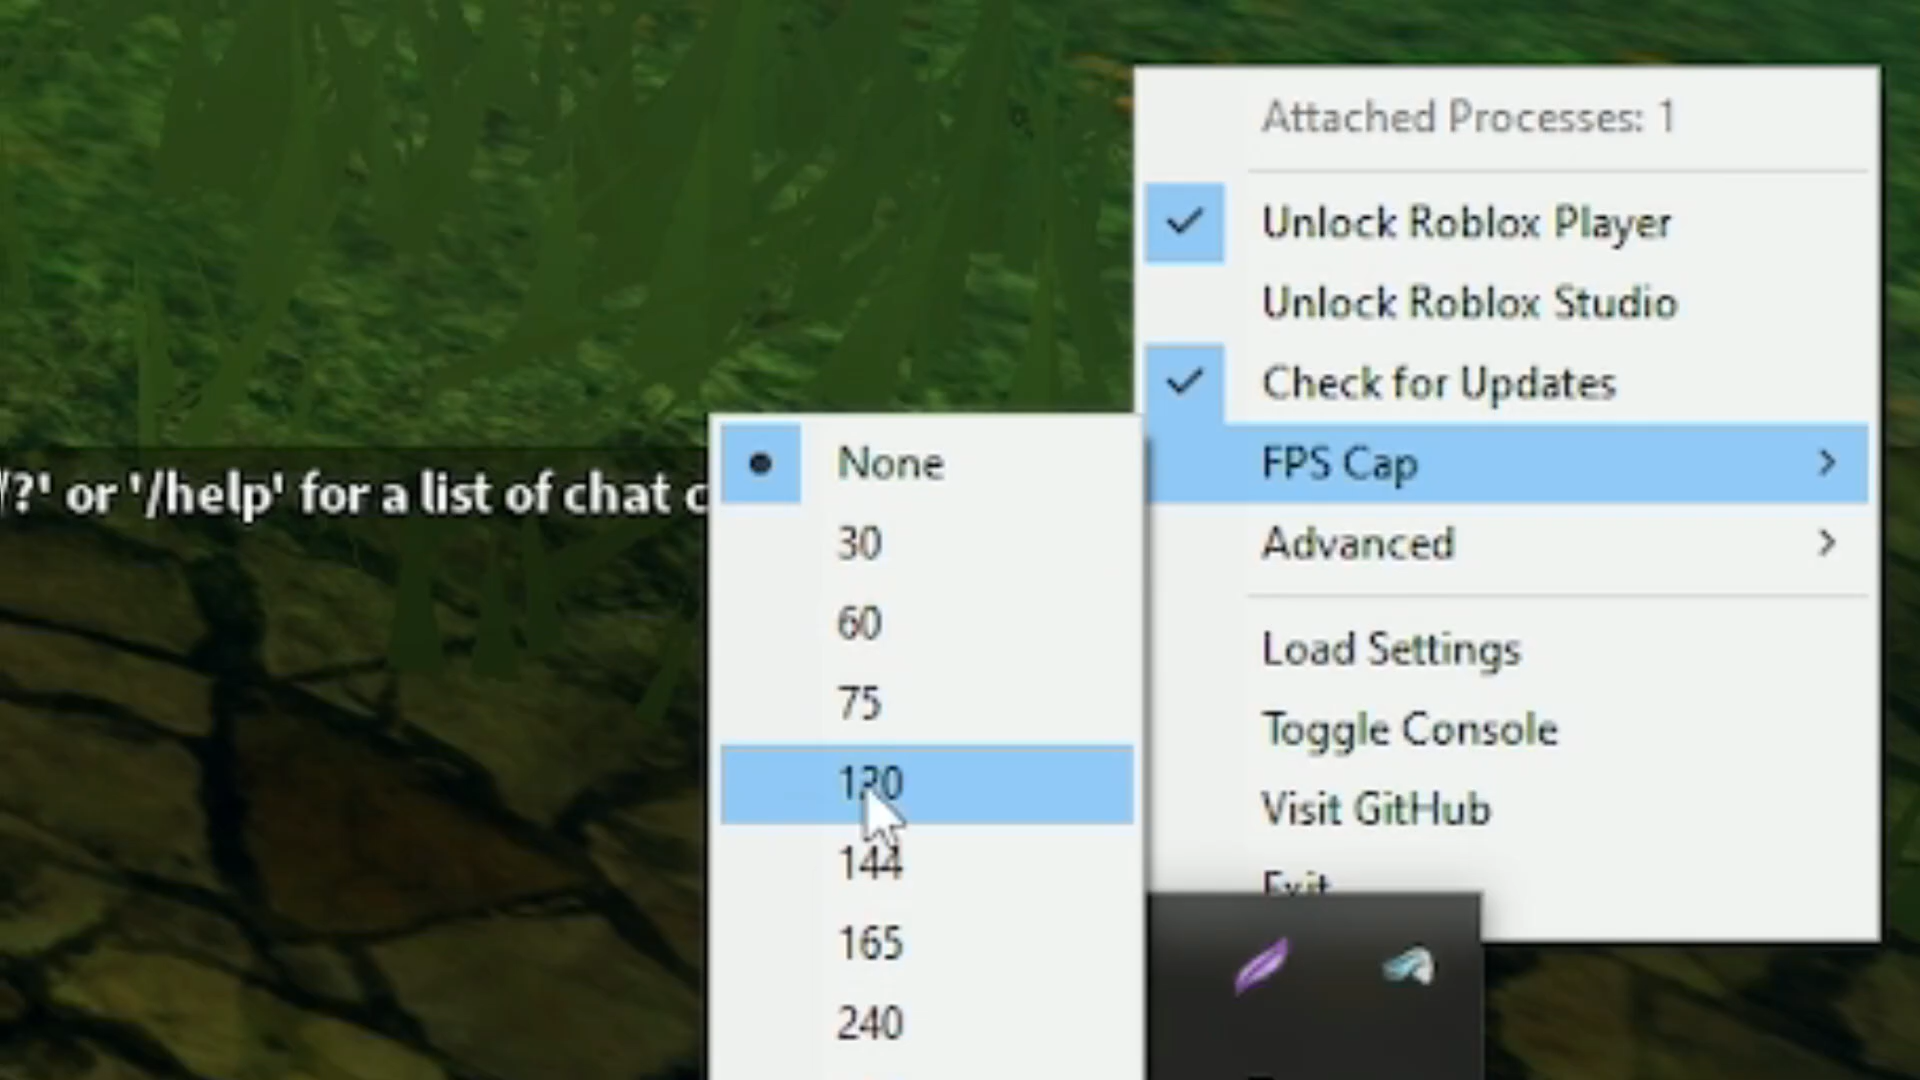 Attached Processes: 1
Unlock Roblox Player
Unlock Roblox Studio
Check for Updates
FPS Cap
Advanced
Load Settings
Toggle Console
Visit GitHub
Exit
None
30
60
75
120
144
165
240
/?' or '/help' for a list of chat c